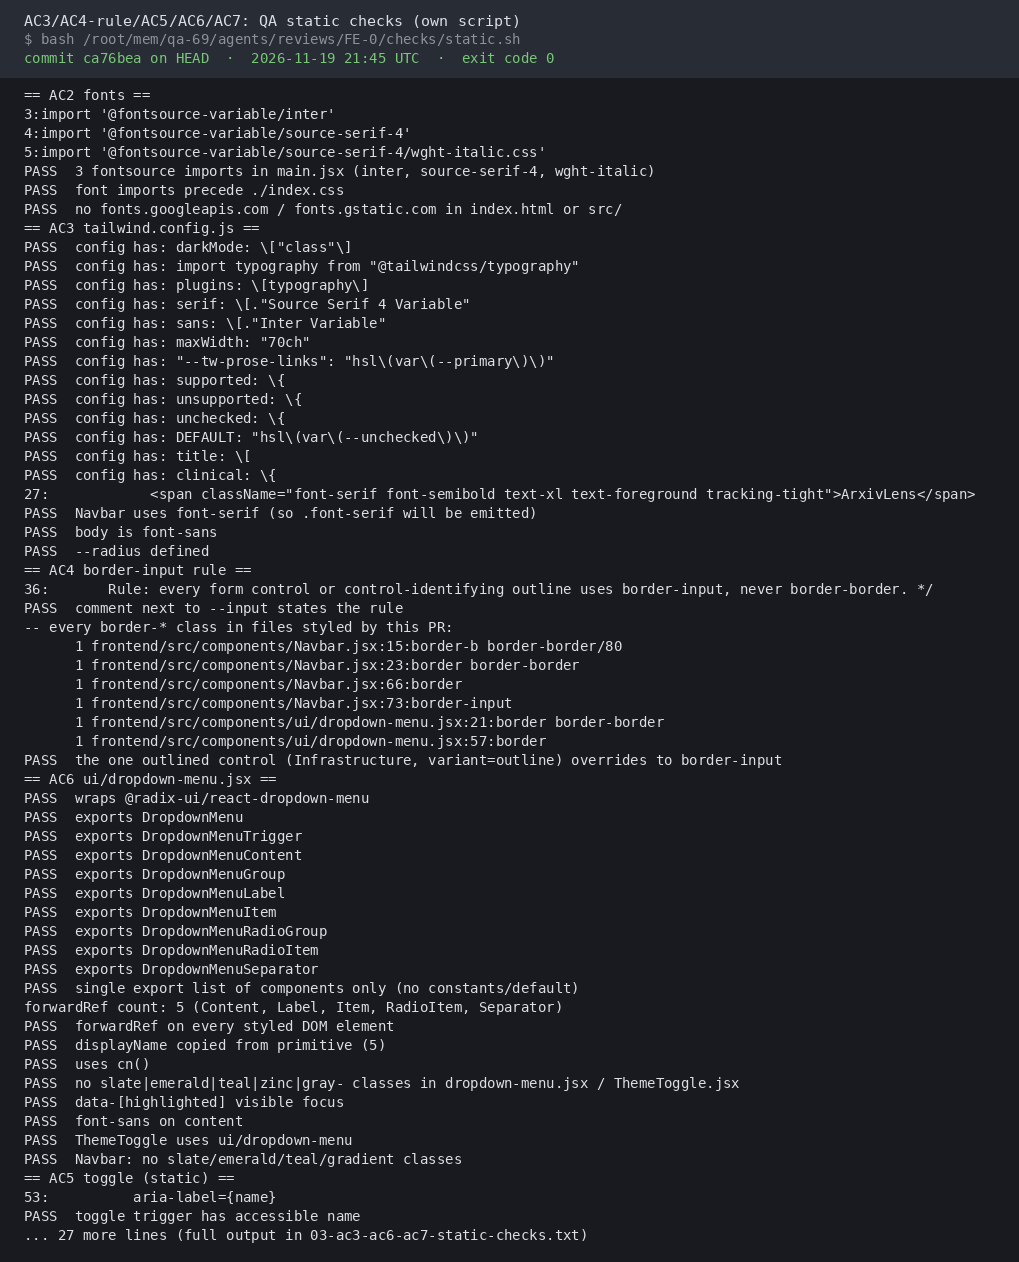 AC3/AC4-rule/AC5/AC6/AC7: QA static checks (own script)
$ bash /root/mem/qa-69/agents/reviews/FE-0/checks/static.sh
commit ca76bea on HEAD  ·  2026-11-19 21:45 UTC  ·  exit code 0
== AC2 fonts ==
3:import '@fontsource-variable/inter'
4:import '@fontsource-variable/source-serif-4'
5:import '@fontsource-variable/source-serif-4/wght-italic.css'
PASS  3 fontsource imports in main.jsx (inter, source-serif-4, wght-italic)
PASS  font imports precede ./index.css
PASS  no fonts.googleapis.com / fonts.gstatic.com in index.html or src/
== AC3 tailwind.config.js ==
PASS  config has: darkMode: \["class"\]
PASS  config has: import typography from "@tailwindcss/typography"
PASS  config has: plugins: \[typography\]
PASS  config has: serif: \[."Source Serif 4 Variable"
PASS  config has: sans: \[."Inter Variable"
PASS  config has: maxWidth: "70ch"
PASS  config has: "--tw-prose-links": "hsl\(var\(--primary\)\)"
PASS  config has: supported: \{
PASS  config has: unsupported: \{
PASS  config has: unchecked: \{
PASS  config has: DEFAULT: "hsl\(var\(--unchecked\)\)"
PASS  config has: title: \[
PASS  config has: clinical: \{
27:            <span className="font-serif font-semibold text-xl text-foreground tracking-tight">ArxivLens</span>
PASS  Navbar uses font-serif (so .font-serif will be emitted)
PASS  body is font-sans
PASS  --radius defined
== AC4 border-input rule ==
36:       Rule: every form control or control-identifying outline uses border-input, never border-border. */
PASS  comment next to --input states the rule
-- every border-* class in files styled by this PR:
      1 frontend/src/components/Navbar.jsx:15:border-b border-border/80
      1 frontend/src/components/Navbar.jsx:23:border border-border
      1 frontend/src/components/Navbar.jsx:66:border
      1 frontend/src/components/Navbar.jsx:73:border-input
      1 frontend/src/components/ui/dropdown-menu.jsx:21:border border-border
      1 frontend/src/components/ui/dropdown-menu.jsx:57:border
PASS  the one outlined control (Infrastructure, variant=outline) overrides to border-input
== AC6 ui/dropdown-menu.jsx ==
PASS  wraps @radix-ui/react-dropdown-menu
PASS  exports DropdownMenu
PASS  exports DropdownMenuTrigger
PASS  exports DropdownMenuContent
PASS  exports DropdownMenuGroup
PASS  exports DropdownMenuLabel
PASS  exports DropdownMenuItem
PASS  exports DropdownMenuRadioGroup
PASS  exports DropdownMenuRadioItem
PASS  exports DropdownMenuSeparator
PASS  single export list of components only (no constants/default)
forwardRef count: 5 (Content, Label, Item, RadioItem, Separator)
PASS  forwardRef on every styled DOM element
PASS  displayName copied from primitive (5)
PASS  uses cn()
PASS  no slate|emerald|teal|zinc|gray- classes in dropdown-menu.jsx / ThemeToggle.jsx
PASS  data-[highlighted] visible focus
PASS  font-sans on content
PASS  ThemeToggle uses ui/dropdown-menu
PASS  Navbar: no slate/emerald/teal/gradient classes
== AC5 toggle (static) ==
53:          aria-label={name}
PASS  toggle trigger has accessible name
... 27 more lines (full output in 03-ac3-ac6-ac7-static-checks.txt)